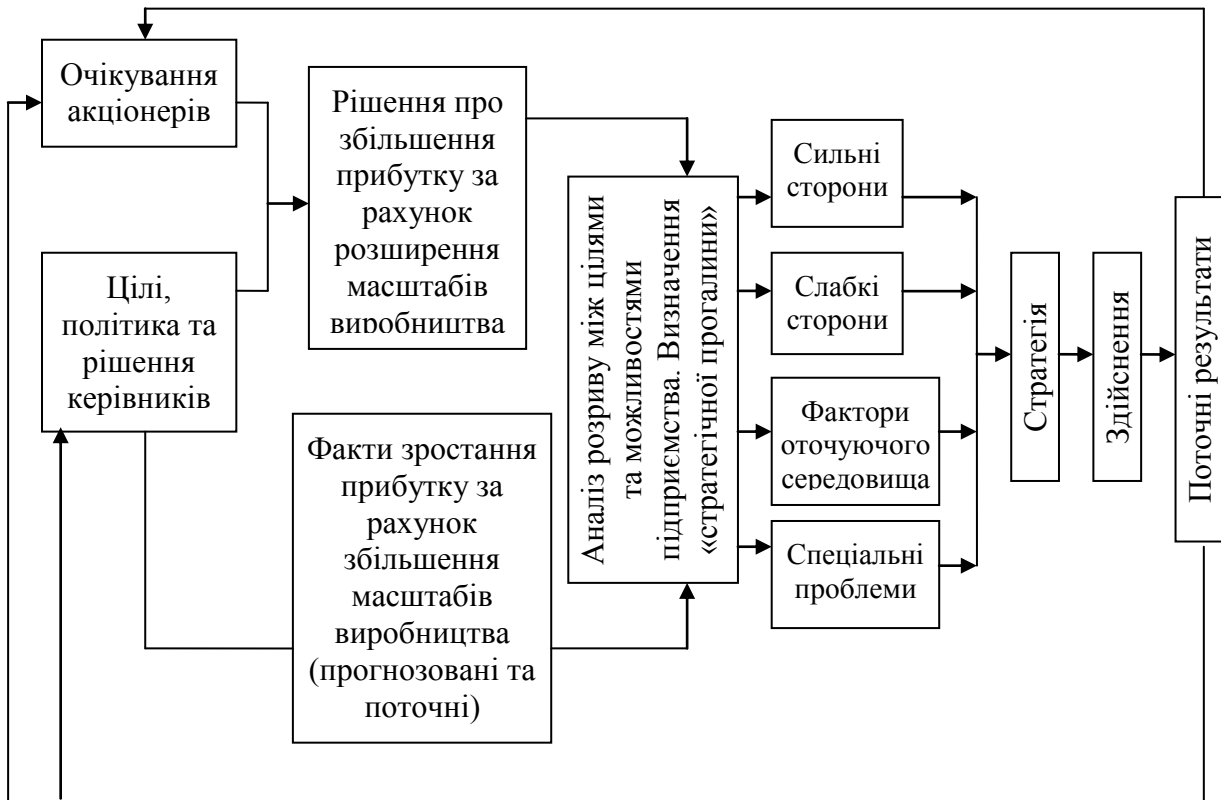 Очікування
акціонерів
Цілі,
політика та
рішення
керівників
Рішення про
збільшення
прибутку за
рахунок
розширення
масштабів
виробництва
Факти зростання
прибутку за
рахунок
збільшення
масштабів
виробництва
(прогнозовані та
поточні)
Аналіз розриву між цілями
та можливостями
підприємства. Визначення
«стратегічної прогалини»
Сильні
сторони
Слабкі
сторони
Фактори
оточуючого
середовища
Спеціальні
проблеми
Стратегія
Здійснення
Поточні результати